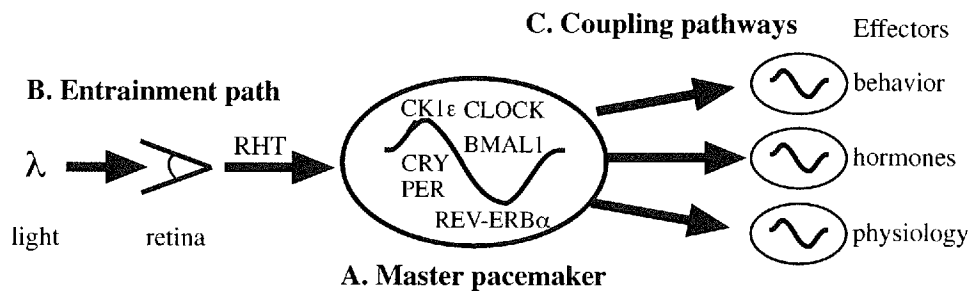 C. Coupling pathways
Effectors
B. Entrainment path
behavior
CK1ε CLOCK
RHT
BMAL1
λ
CRY
hormones
PER
REV-ERBα
light
retina
physiology
A. Master pacemaker